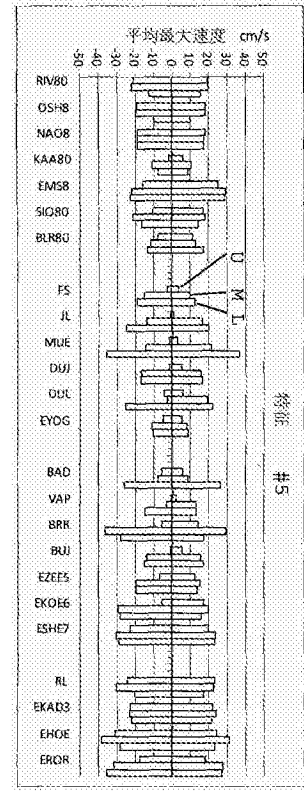 平均最大速度 cm/s
50
40
30
20
10
0
-10
-20
-30
-40
-50
RIV80
OSH8
NAO8
KAA80
EMS8
SIO80
BLR80
FS
JL
MUE
DUJ
OUL
EYOG
BAD
VAP
BRR
BUJ
EZEE5
EKOE6
ESHE7
RL
EKAD3
EHOE
EROR
U
M
L
特征 #5